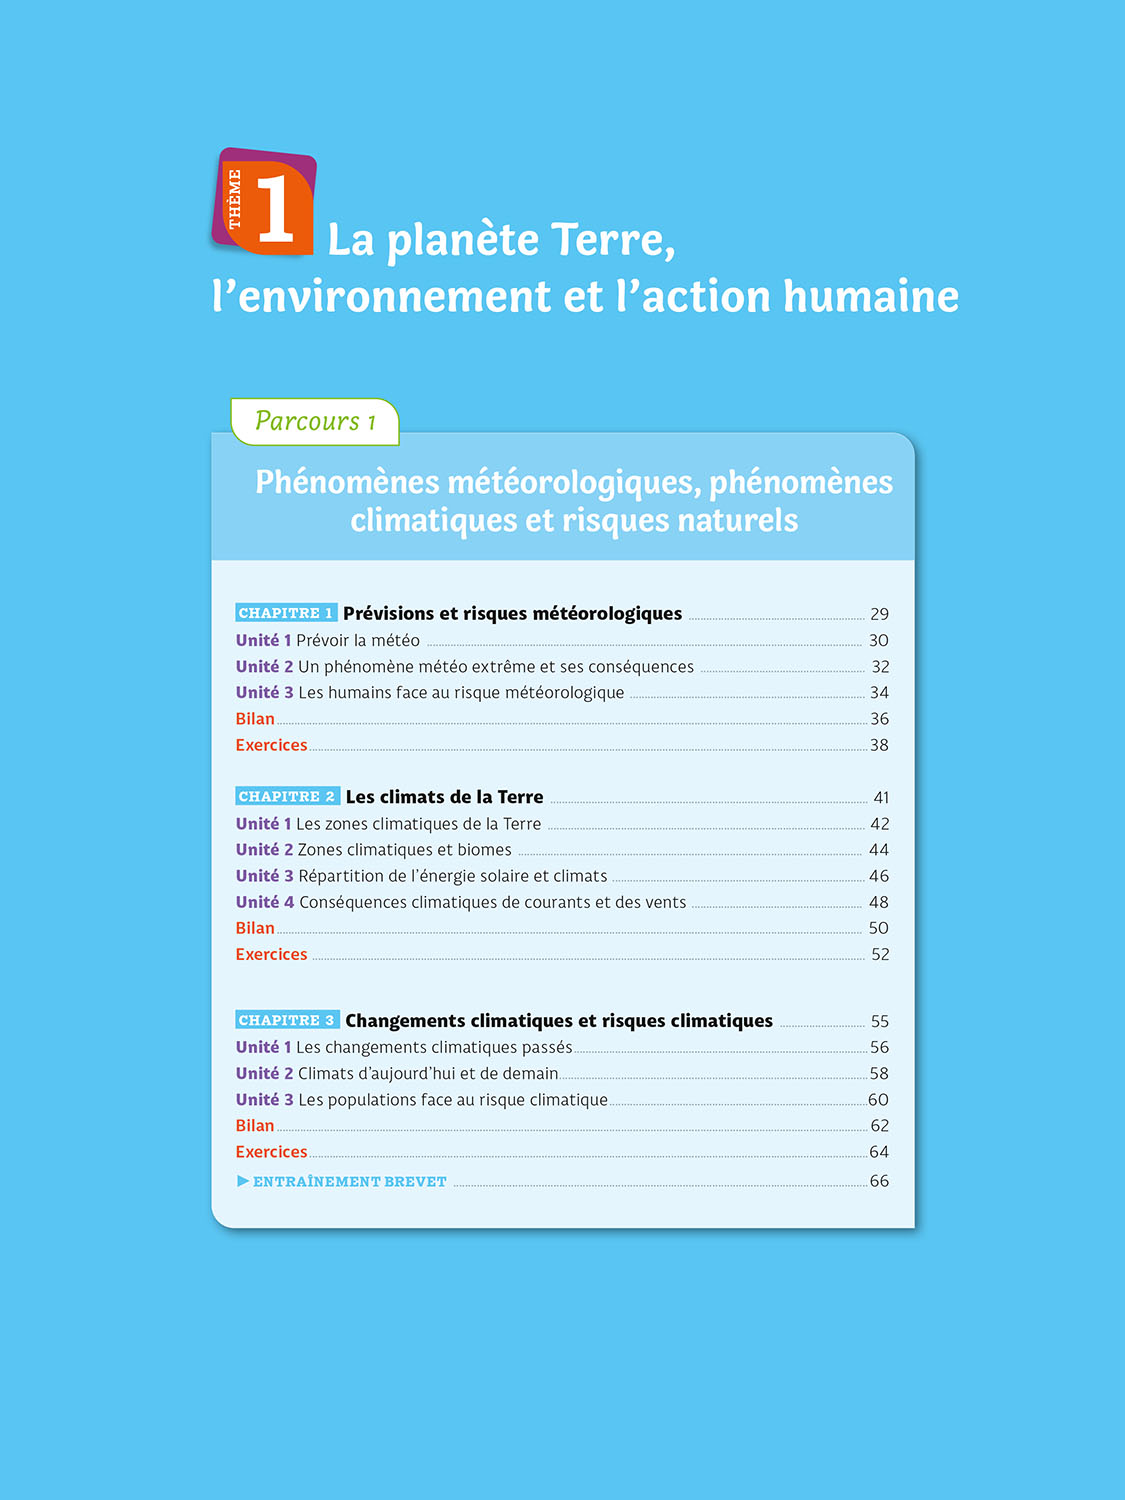 THÈME
1
La planète Terre,
l’environnement et l’action humaine
Parcours 1
Phénomènes météorologiques, phénomènes
climatiques et risques naturels
CHAPITRE 1 Prévisions et risques météorologiques 29
Unité 1 Prévoir la météo 30
Unité 2 Un phénomène météo extrême et ses conséquences 32
Unité 3 Les humains face au risque météorologique 34
Bilan 36
Exercices 38
CHAPITRE 2 Les climats de la Terre 41
Unité 1 Les zones climatiques de la Terre 42
Unité 2 Zones climatiques et biomes 44
Unité 3 Répartition de l’énergie solaire et climats 46
Unité 4 Conséquences climatiques de courants et des vents 48
Bilan 50
Exercices 52
CHAPITRE 3 Changements climatiques et risques climatiques 55
Unité 1 Les changements climatiques passés 56
Unité 2 Climats d’aujourd’hui et de demain 58
Unité 3 Les populations face au risque climatique 60
Bilan 62
Exercices 64
▶ ENTRAÎNEMENT BREVET 66